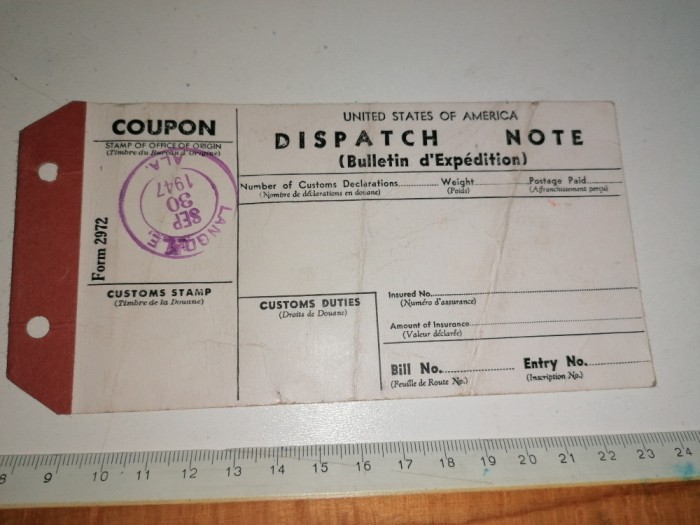 COUPON
STAMP OF OFFICE OF ORIGIN
(Timbre du Bureau d'Origine)
LANGDALE, ALA.
SEP
30
1947
Form 2972
CUSTOMS STAMP
(Timbre de la Douane)
UNITED STATES OF AMERICA
DISPATCH NOTE
(Bulletin d'Expédition)
Number of Customs Declarations Weight Postage Paid
(Nombre de déclarations en douane) (Poids) (Affranchissement perçu)
CUSTOMS DUTIES
(Droits de Douane)
Insured No.
(Numéro d'assurance)
Amount of Insurance
(Valeur déclarée)
Bill No. Entry No.
(Feuille de Route No.) (Inscription No.)
8 9 10 11 12 13 14 15 16 17 18 19 20 21 22 23 24